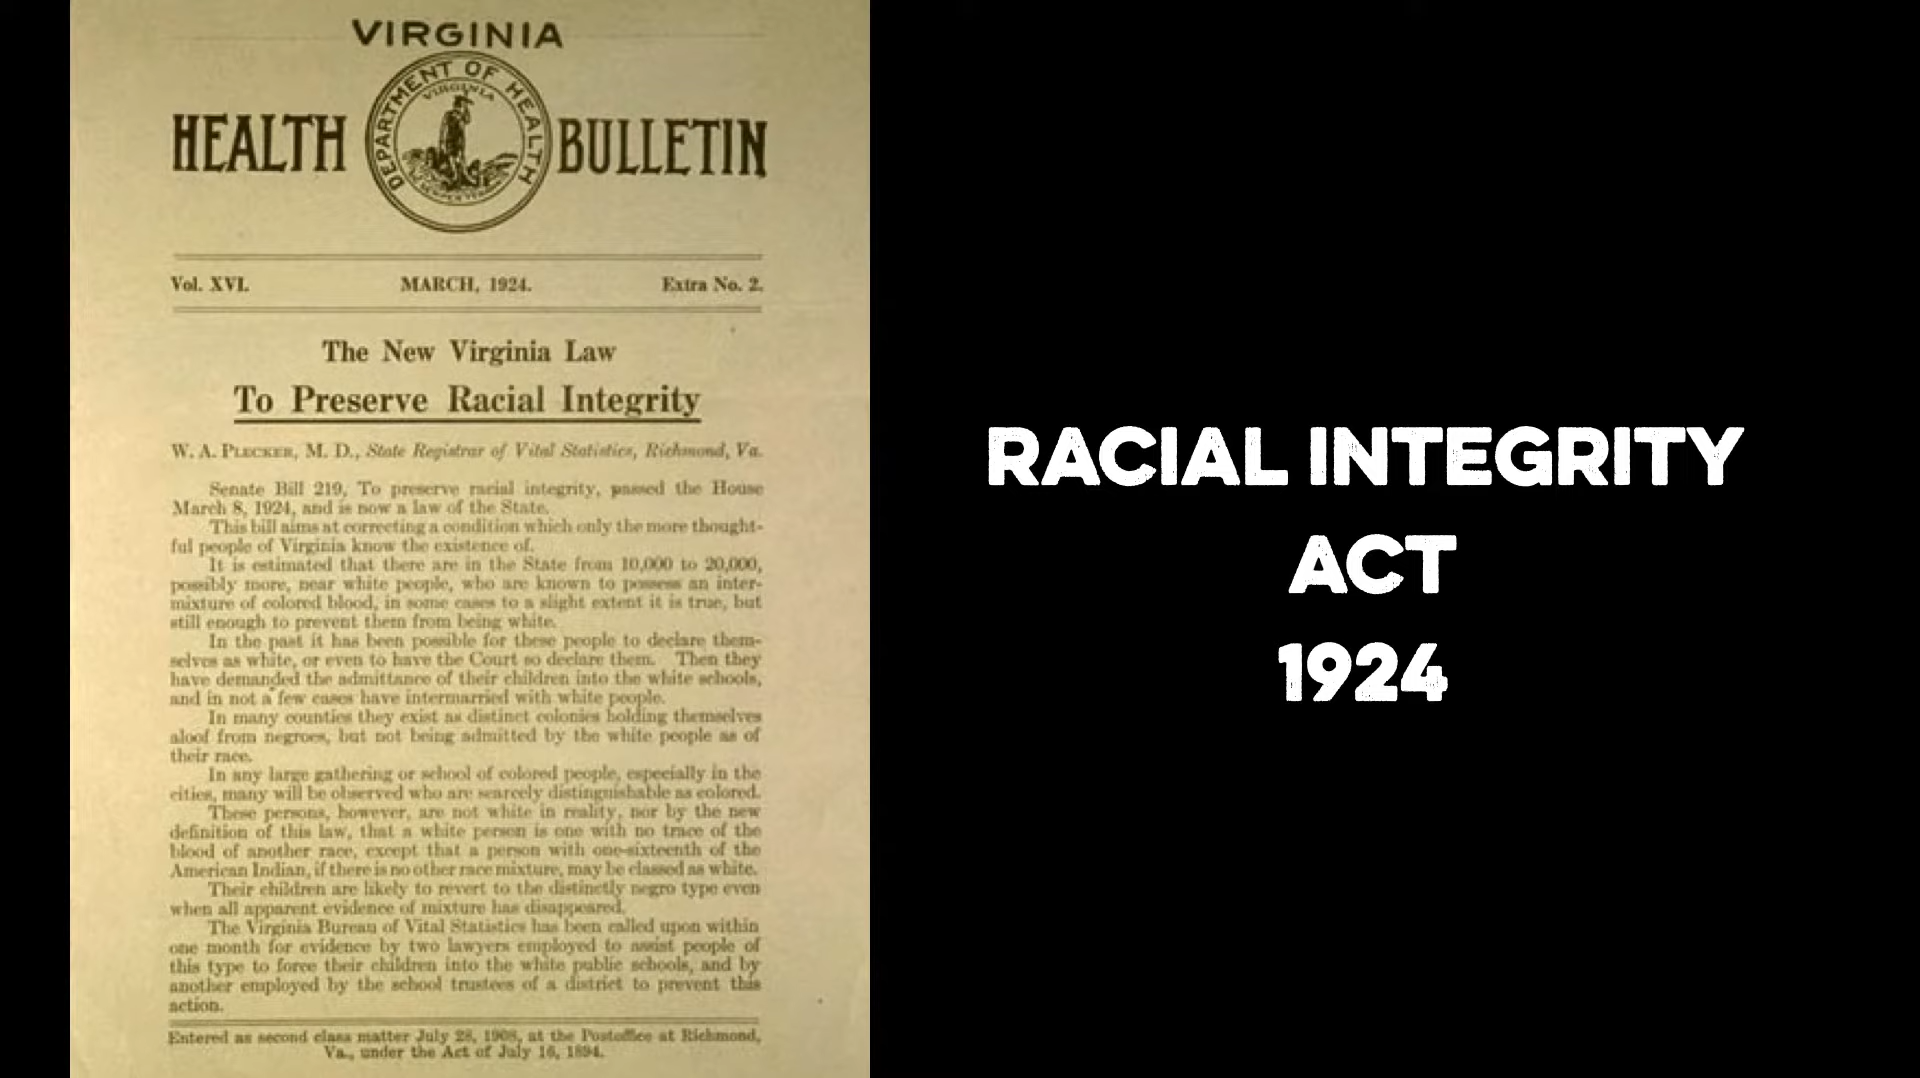 VIRGINIA
HEALTH BULLETIN
DEPARTMENT OF HEALTH
VIRGINIA
Vol. XVI. MARCH, 1924. Extra No. 2.
The New Virginia Law
To Preserve Racial Integrity
W. A. PLECKER, M. D., State Registrar of Vital Statistics, Richmond, Va.
Senate Bill 219, To preserve racial integrity, passed the House
March 8, 1924, and is now a law of the State.
This bill aims at correcting a condition which only the more thought-
ful people of Virginia know the existence of.
It is estimated that there are in the State from 10,000 to 20,000,
possibly more, near white people, who are known to possess an inter-
mixture of colored blood, in some cases to a slight extent it is true, but
still enough to prevent them from being white.
In the past it has been possible for these people to declare them-
selves as white, or even to have the Court so declare them. Then they
have demanded the admittance of their children into the white schools,
and in not a few cases have intermarried with white people.
In many counties they exist as distinct colonies holding themselves
aloof from negroes, but not being admitted by the white people as of
their race.
In any large gathering or school of colored people, especially in the
cities, many will be observed who are scarcely distinguishable as colored.
These persons, however, are not white in reality, nor by the new
definition of this law, that a white person is one with no trace of the
blood of another race, except that a person with one-sixteenth of the
American Indian, if there is no other race mixture, may be classed as white.
Their children are likely to revert to the distinctly negro type even
when all apparent evidence of mixture has disappeared.
The Virginia Bureau of Vital Statistics has been called upon within
one month for evidence by two lawyers employed to assist people of
this type to force their children into the white public schools, and by
another employed by the school trustees of a district to prevent this
action.
Entered as second class matter July 28, 1908, at the Postoffice at Richmond,
Va., under the Act of July 16, 1894.
RACIAL INTEGRITY
ACT
1924